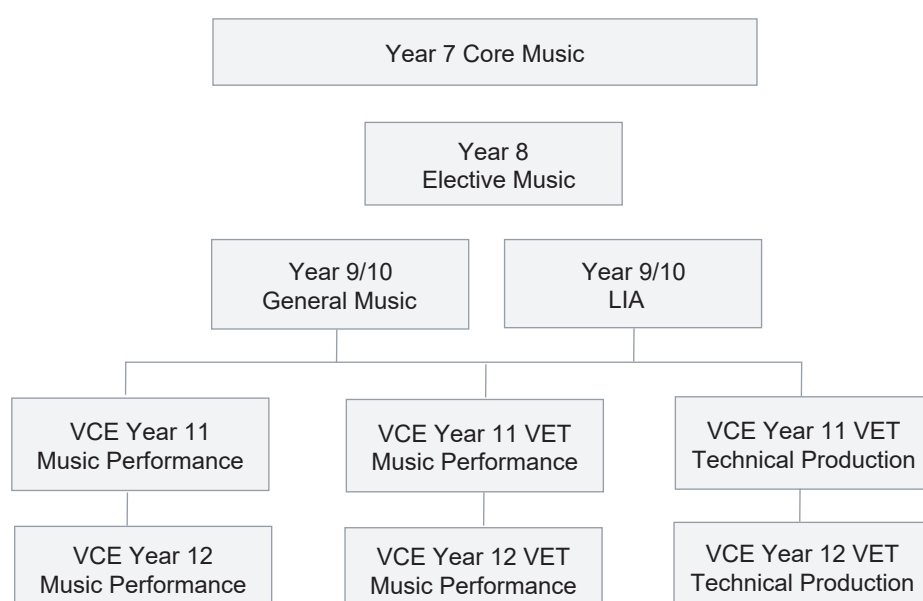 Year 7 Core Music
Year 8
Elective Music
Year 9/10
General Music
Year 9/10
LIA
VCE Year 11
Music Performance
VCE Year 11 VET
Music Performance
VCE Year 11 VET
Technical Production
VCE Year 12
Music Performance
VCE Year 12 VET
Music Performance
VCE Year 12 VET
Technical Production